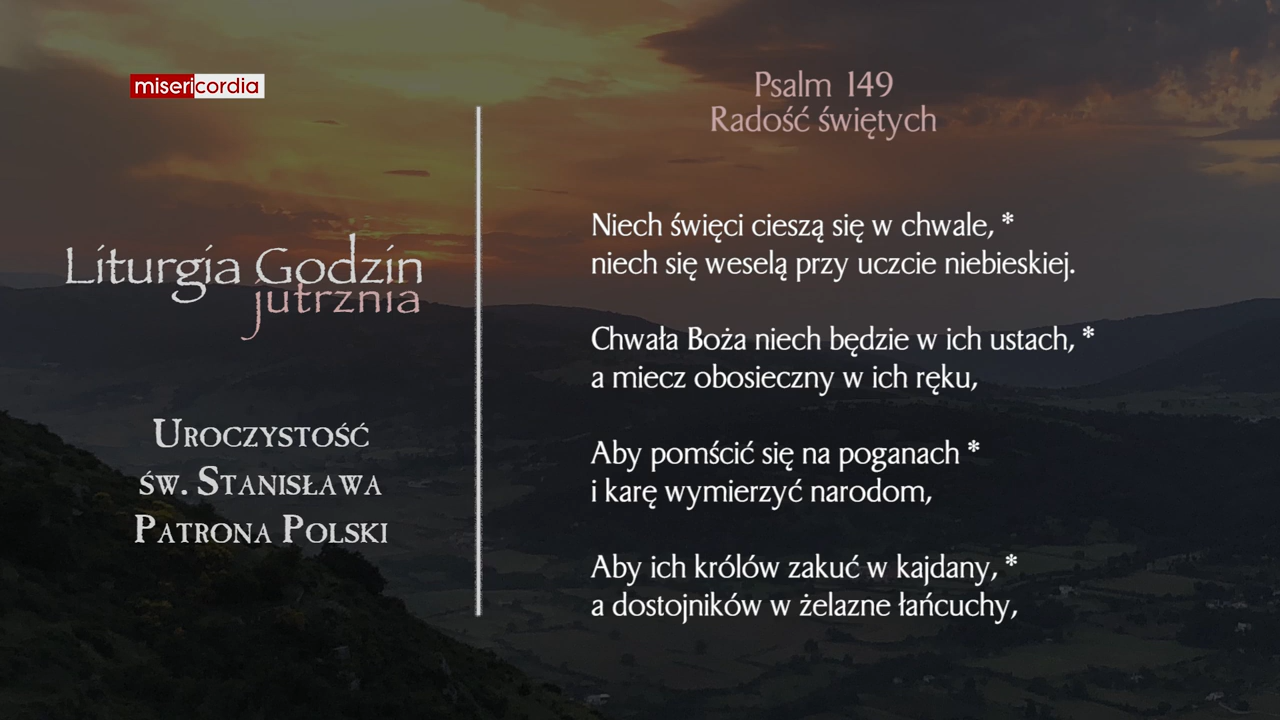 misericordia
Liturgia Godzin
jutrznia
Uroczystość
św. Stanisława
Patrona Polski
Psalm 149
Radość świętych
Niech święci cieszą się w chwale, *
niech się weselą przy uczcie niebieskiej.
Chwała Boża niech będzie w ich ustach, *
a miecz obosieczny w ich ręku,
Aby pomścić się na poganach *
i karę wymierzyć narodom,
Aby ich królów zakuć w kajdany, *
a dostojników w żelazne łańcuchy,